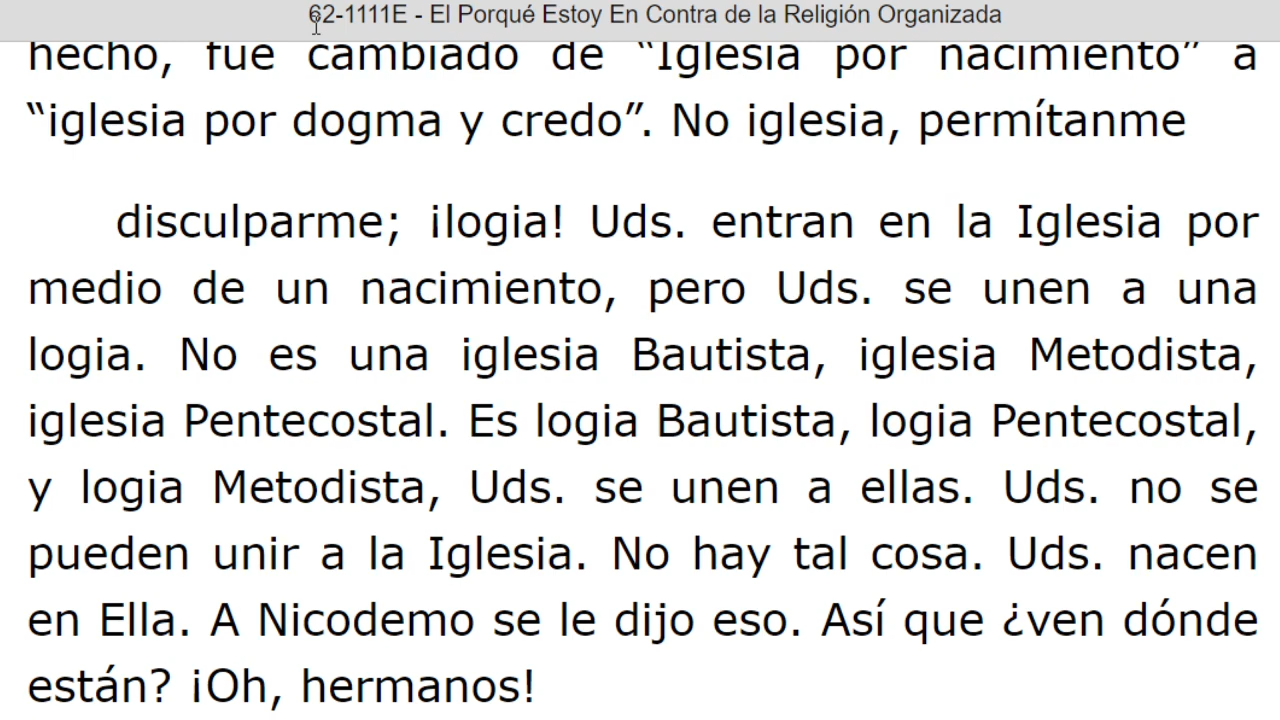 62-1111E - El Porqué Estoy En Contra de la Religión Organizada
hecho, fue cambiado de “Iglesia por nacimiento” a
“iglesia por dogma y credo”. No iglesia, permítanme
disculparme; ¡logia! Uds. entran en la Iglesia por
medio de un nacimiento, pero Uds. se unen a una
logia. No es una iglesia Bautista, iglesia Metodista,
iglesia Pentecostal. Es logia Bautista, logia Pentecostal,
y logia Metodista, Uds. se unen a ellas. Uds. no se
pueden unir a la Iglesia. No hay tal cosa. Uds. nacen
en Ella. A Nicodemo se le dijo eso. Así que ¿ven dónde
están? ¡Oh, hermanos!